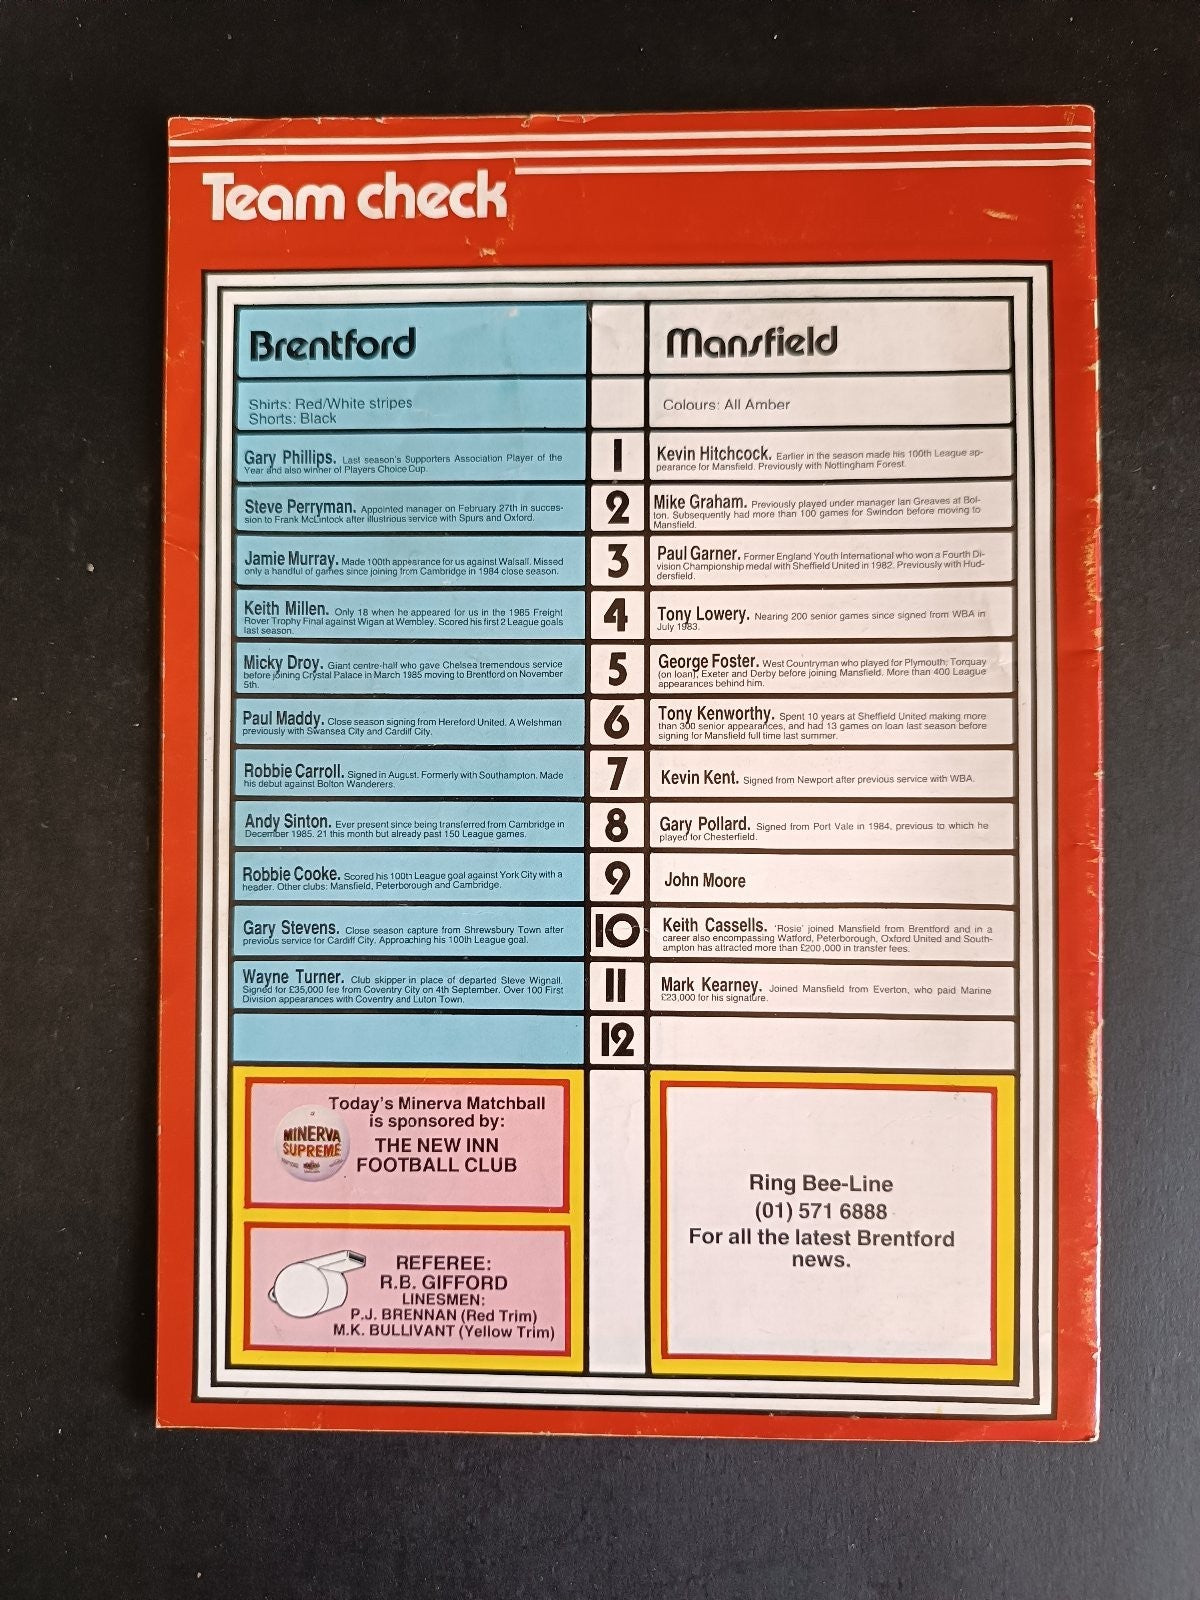 Team check
Brentford
Mansfield
Shirts: Red/White stripes
Shorts: Black
Colours: All Amber
Gary Phillips. Last season's Supporters Association Player of the
Year and also winner of Players Choice Cup.
1
Kevin Hitchcock. Earlier in the season made his 100th League ap-
pearance for Mansfield. Previously with Nottingham Forest.
Steve Perryman. Appointed manager on February 27th in succes-
sion to Frank McLintock after illustrious service with Spurs and Oxford.
2
Mike Graham. Previously played under manager Ian Greaves at Bol-
ton. Subsequently had more than 100 games for Swindon before moving to
Mansfield.
Jamie Murray. Made 100th appearance for us against Walsall. Missed
only a handful of games since joining from Cambridge in 1984 close season.
3
Paul Garner. Former England Youth International who won a Fourth Di-
vision Championship medal with Sheffield United in 1982. Previously with Hud-
dersfield.
Keith Millen. Only 18 when he appeared for us in the 1985 Freight
Rover Trophy Final against Wigan at Wembley. Scored his first 2 League goals
last season.
4
Tony Lowery. Nearing 200 senior games since signed from WBA in
July 1983.
Micky Droy. Giant centre-half who gave Chelsea tremendous service
before joining Crystal Palace in March 1985 moving to Brentford on November
5th.
5
George Foster. West Countryman who played for Plymouth, Torquay
(on loan), Exeter and Derby before joining Mansfield. More than 400 League
appearances behind him.
Paul Maddy. Close season signing from Hereford United. A Welshman
previously with Swansea City and Cardiff City.
6
Tony Kenworthy. Spent 10 years at Sheffield United making more
than 300 senior appearances, and had 13 games on loan last season before
signing for Mansfield full time last summer.
Robbie Carroll. Signed in August. Formerly with Southampton. Made
his debut against Bolton Wanderers.
7
Kevin Kent. Signed from Newport after previous service with WBA.
Andy Sinton. Ever present since being transferred from Cambridge in
December 1985. 21 this month but already past 150 League games.
8
Gary Pollard. Signed from Port Vale in 1984, previous to which he
played for Chesterfield.
Robbie Cooke. Scored his 100th League goal against York City with a
header. Other clubs: Mansfield, Peterborough and Cambridge.
9
John Moore
Gary Stevens. Close season capture from Shrewsbury Town after
previous service for Cardiff City. Approaching his 100th League goal.
10
Keith Cassells. 'Rosie' joined Mansfield from Brentford and in a
career also encompassing Watford, Peterborough, Oxford United and South-
ampton has attracted more than £200,000 in transfer fees.
Wayne Turner. Club skipper in place of departed Steve Wignall.
Signed for £35,000 fee from Coventry City on 4th September. Over 100 First
Division appearances with Coventry and Luton Town.
11
Mark Kearney. Joined Mansfield from Everton, who paid Marine
£23,000 for his signature.
12
Today's Minerva Matchball
is sponsored by:
THE NEW INN
FOOTBALL CLUB
MINERVA
SUPREME
REFEREE:
R.B. GIFFORD
LINESMEN:
P.J. BRENNAN (Red Trim)
M.K. BULLIVANT (Yellow Trim)
Ring Bee-Line
(01) 571 6888
For all the latest Brentford
news.